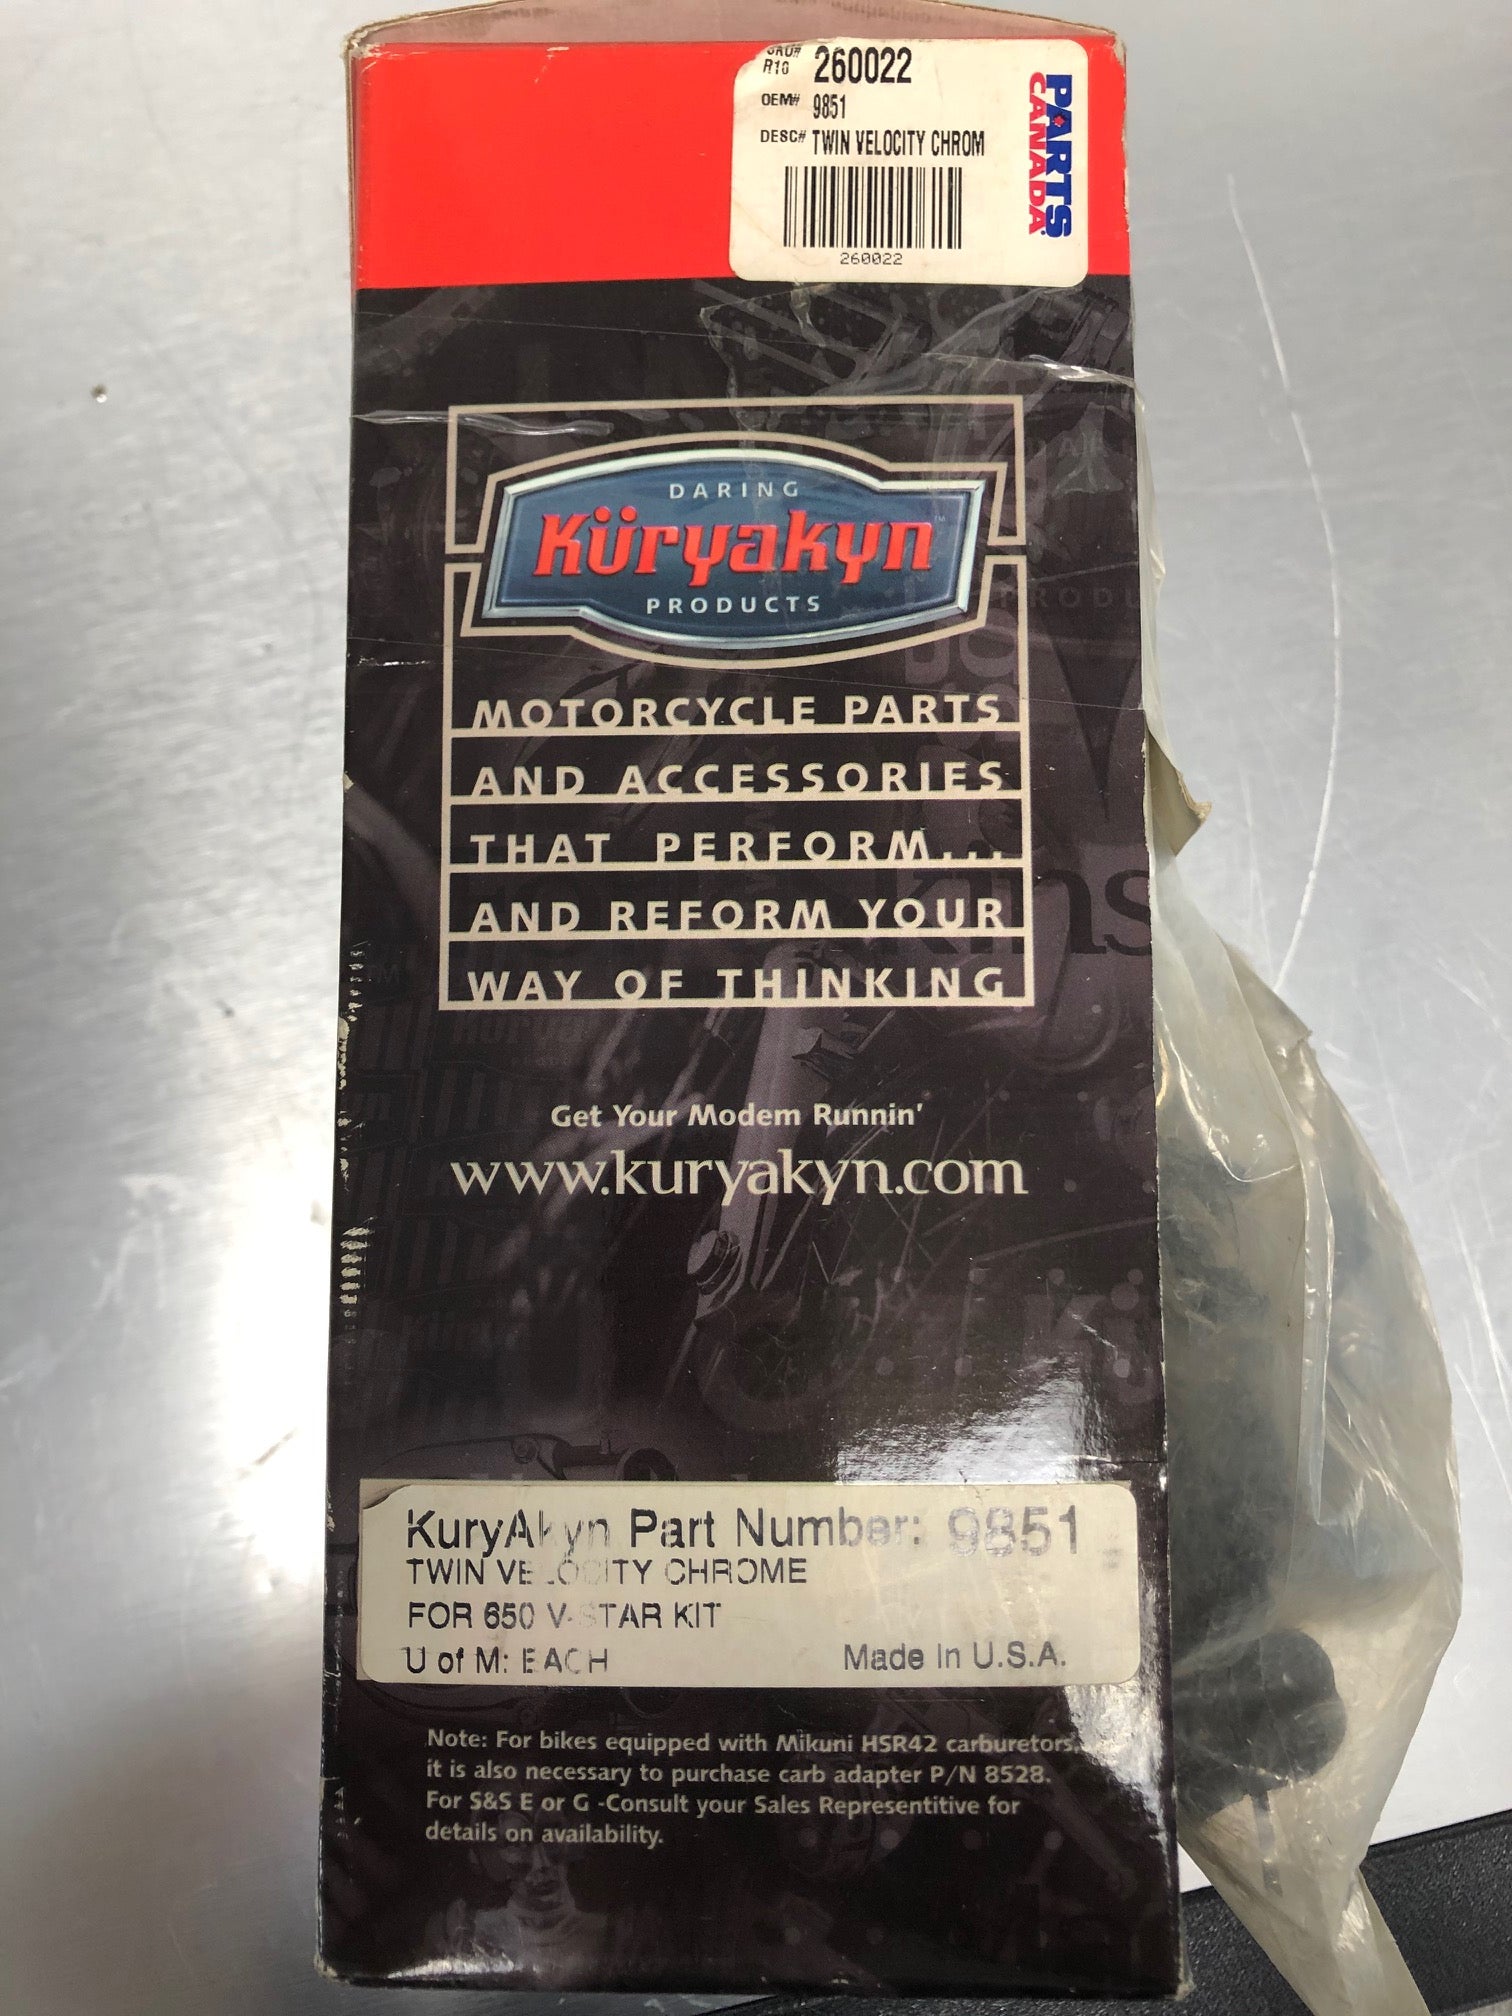 SKU# 260022
R10
OEM# 9851
DESC# TWIN VELOCITY CHROM
260022
PARTS
CANADA
DARING
Küryakyn
PRODUCTS
MOTORCYCLE PARTS
AND ACCESSORIES
THAT PERFORM...
AND REFORM YOUR
WAY OF THINKING
Get Your Modem Runnin'
www.kuryakyn.com
KuryAkyn Part Number: 9851
TWIN VELOCITY CHROME
FOR 650 V-STAR KIT
U of M: EACH Made In U.S.A.
Note: For bikes equipped with Mikuni HSR42 carburetors,
it is also necessary to purchase carb adapter P/N 8528.
For S&S E or G -Consult your Sales Representitive for
details on availability.